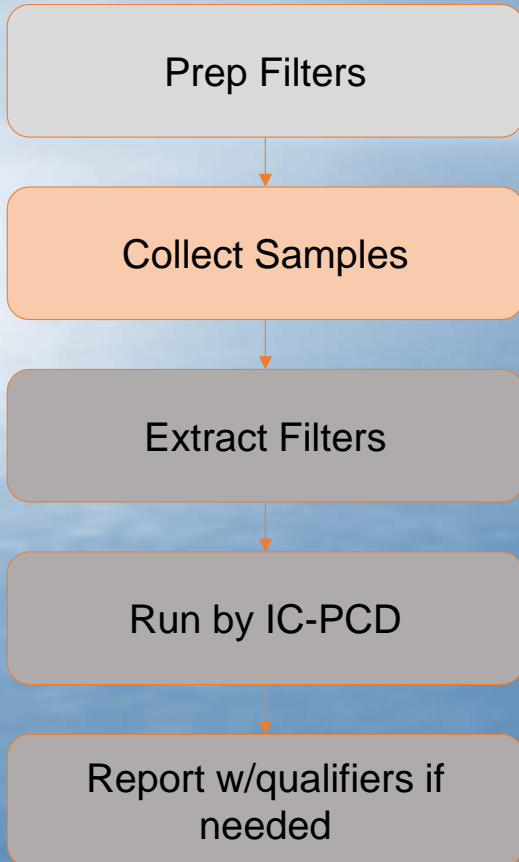 Prep Filters
Collect Samples
Extract Filters
Run by IC-PCD
Report w/qualifiers if
needed